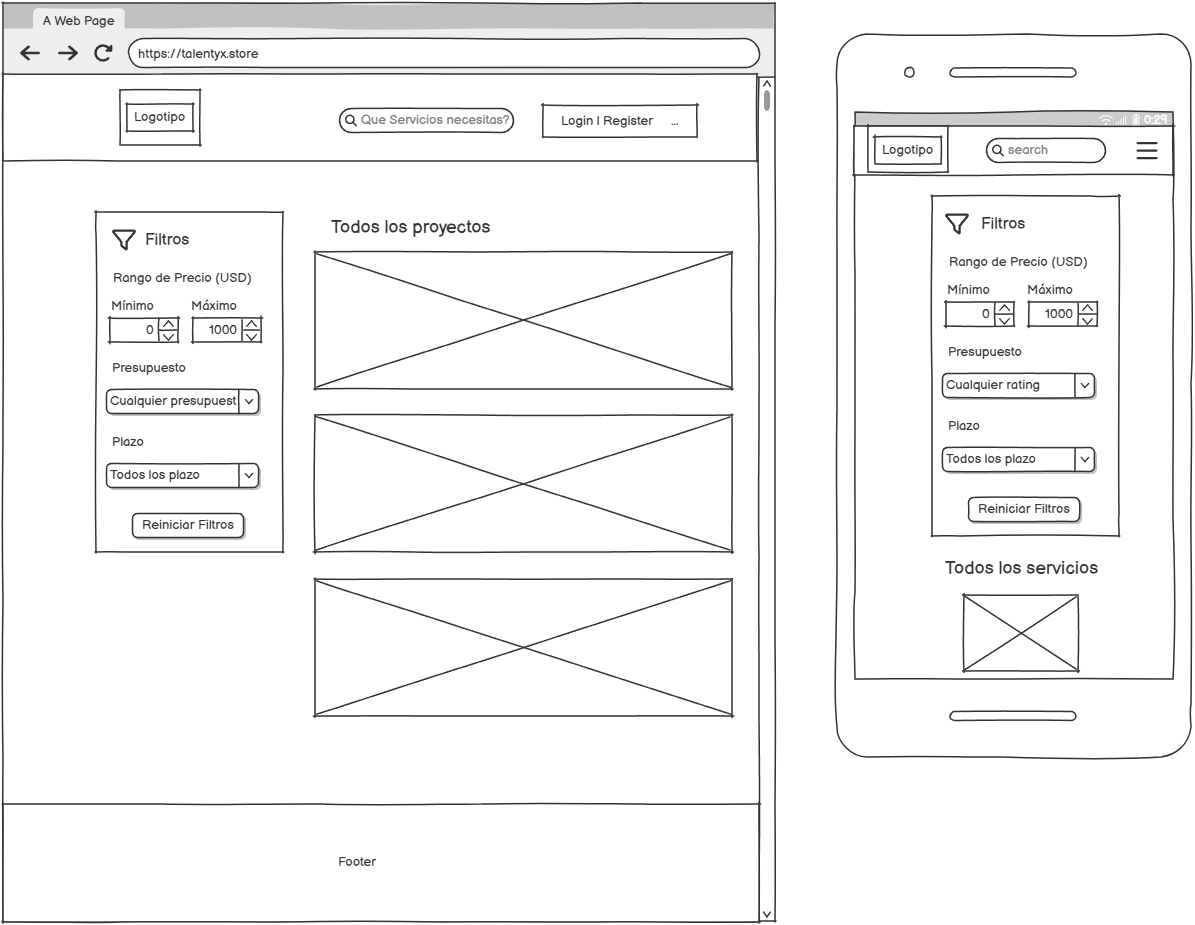 A Web Page
https://talentyx.store
Logotipo
Que Servicios necesitas?
Login | Register ...
Filtros
Rango de Precio (USD)
Mínimo Máximo
0 1000
Presupuesto
Cualquier presupuest
Plazo
Todos los plazo
Reiniciar Filtros
Todos los proyectos
Footer
0:29
Logotipo
search
Filtros
Rango de Precio (USD)
Mínimo Máximo
0 1000
Presupuesto
Cualquier rating
Plazo
Todos los plazo
Reiniciar Filtros
Todos los servicios